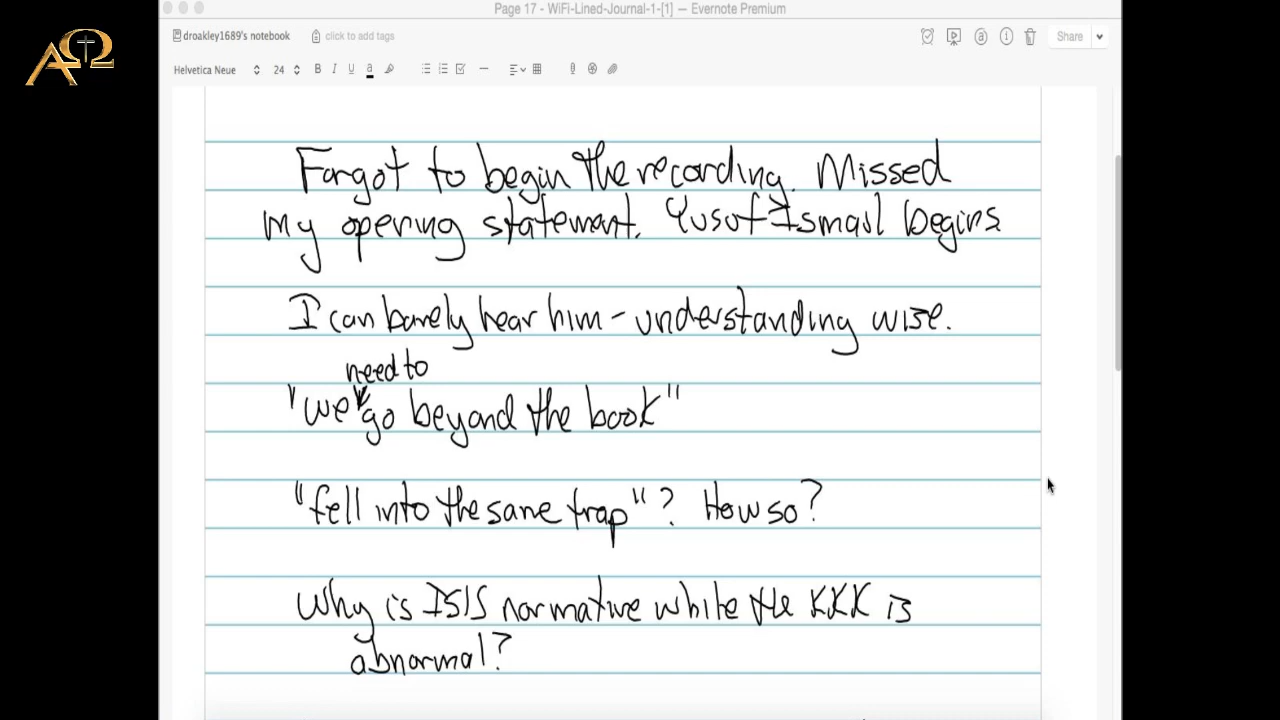 Page 17 - WiFi-Lined-Journal-1-[1] — Evernote Premium
droakley1689's notebook click to add tags Share
Helvetica Neue 24 B I U a
ΑΩ
Forgot to begin the recording. Missed
my opening statement. Yusuf Ismail begins
I can barely hear him - understanding wise.
need to
"we go beyond the book"
"fell into the same trap"? How so?
Why is ISIS normative while the KKK is
abnormal?